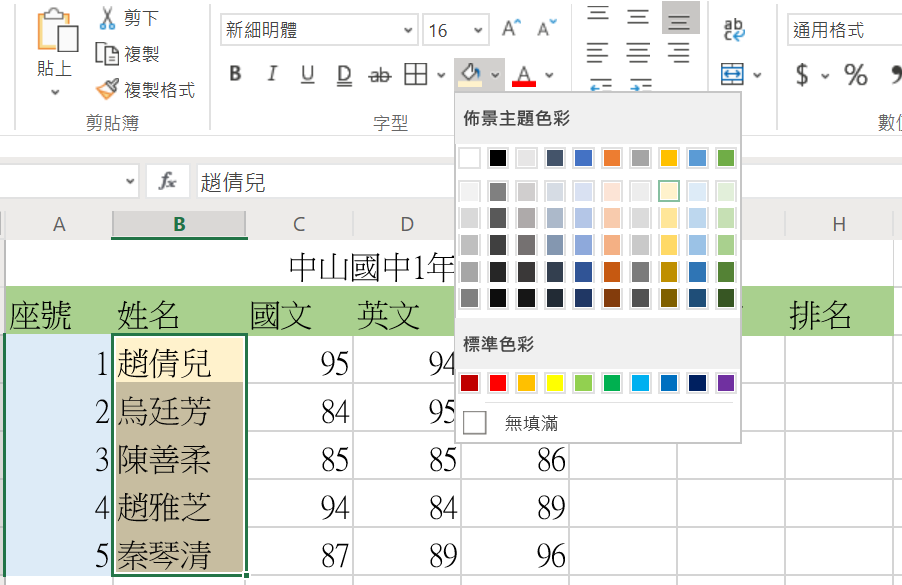 剪下
複製
複製格式
貼上
剪貼簿
新細明體 16 A A
B I U D ab A
字型
ab c
通用格式
$ %
數
佈景主題色彩
標準色彩
無填滿
fx 趙倩兒
A B C D H
中山國中1年
座號 姓名 國文 英文 排名
1 趙倩兒 95 94
2 烏廷芳 84 95
3 陳善柔 85 85 86
4 趙雅芝 94 84 89
5 秦琴清 87 89 96